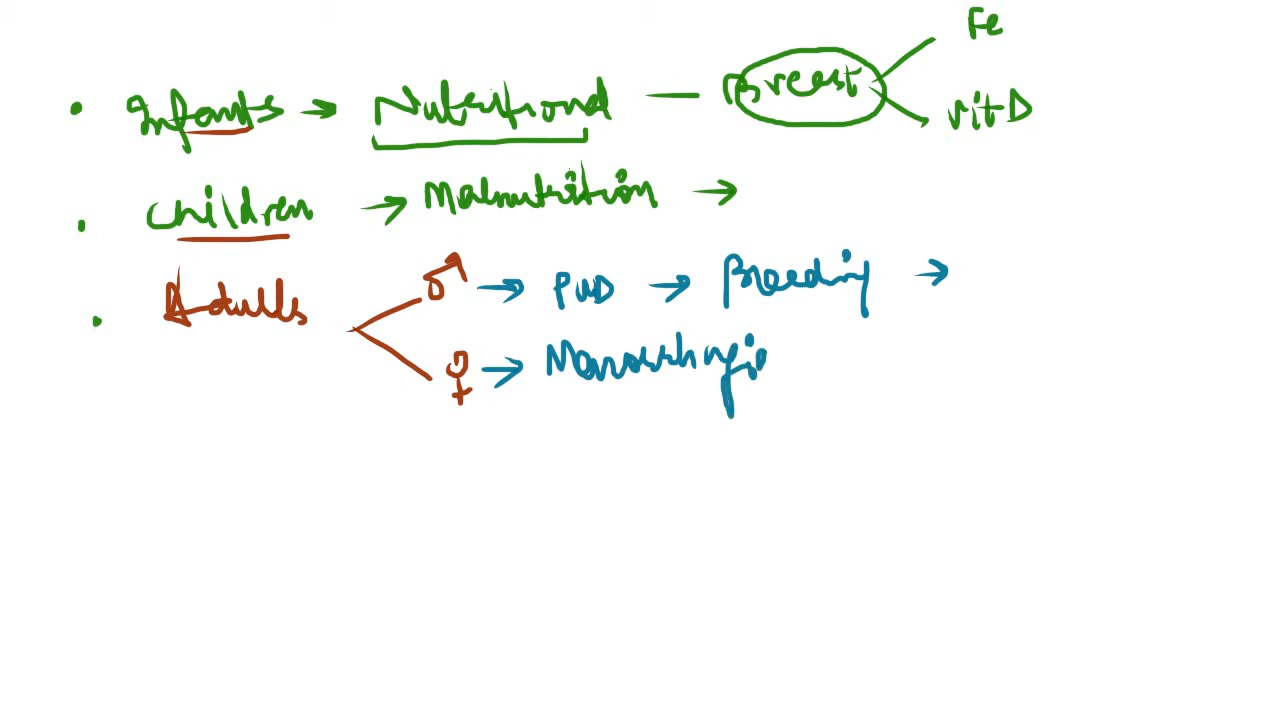 • Infants → Nutritional — Breast Fe
Vit D
• Children → Malnutrition →
• Adults ♂ → PUD → Bleeding →
♀ → Menorrhagia